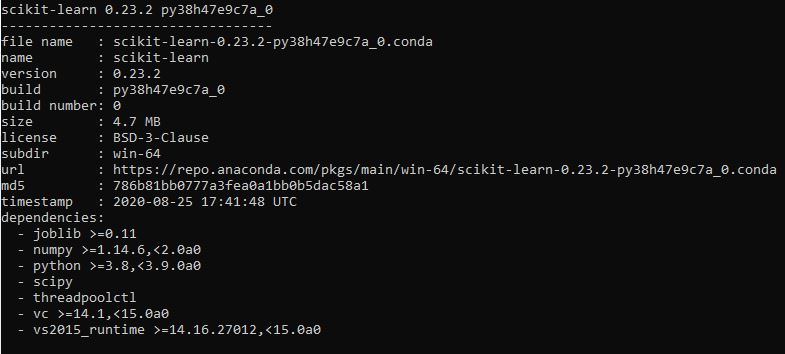 scikit-learn 0.23.2 py38h47e9c7a_0
----------------------------------
file name   : scikit-learn-0.23.2-py38h47e9c7a_0.conda
name        : scikit-learn
version     : 0.23.2
build       : py38h47e9c7a_0
build number: 0
size        : 4.7 MB
license     : BSD-3-Clause
subdir      : win-64
url         : https://repo.anaconda.com/pkgs/main/win-64/scikit-learn-0.23.2-py38h47e9c7a_0.conda
md5         : 786b81bb0777a3fea0a1bb0b5dac58a1
timestamp   : 2020-08-25 17:41:48 UTC
dependencies:
  - joblib >=0.11
  - numpy >=1.14.6,<2.0a0
  - python >=3.8,<3.9.0a0
  - scipy
  - threadpoolctl
  - vc >=14.1,<15.0a0
  - vs2015_runtime >=14.16.27012,<15.0a0